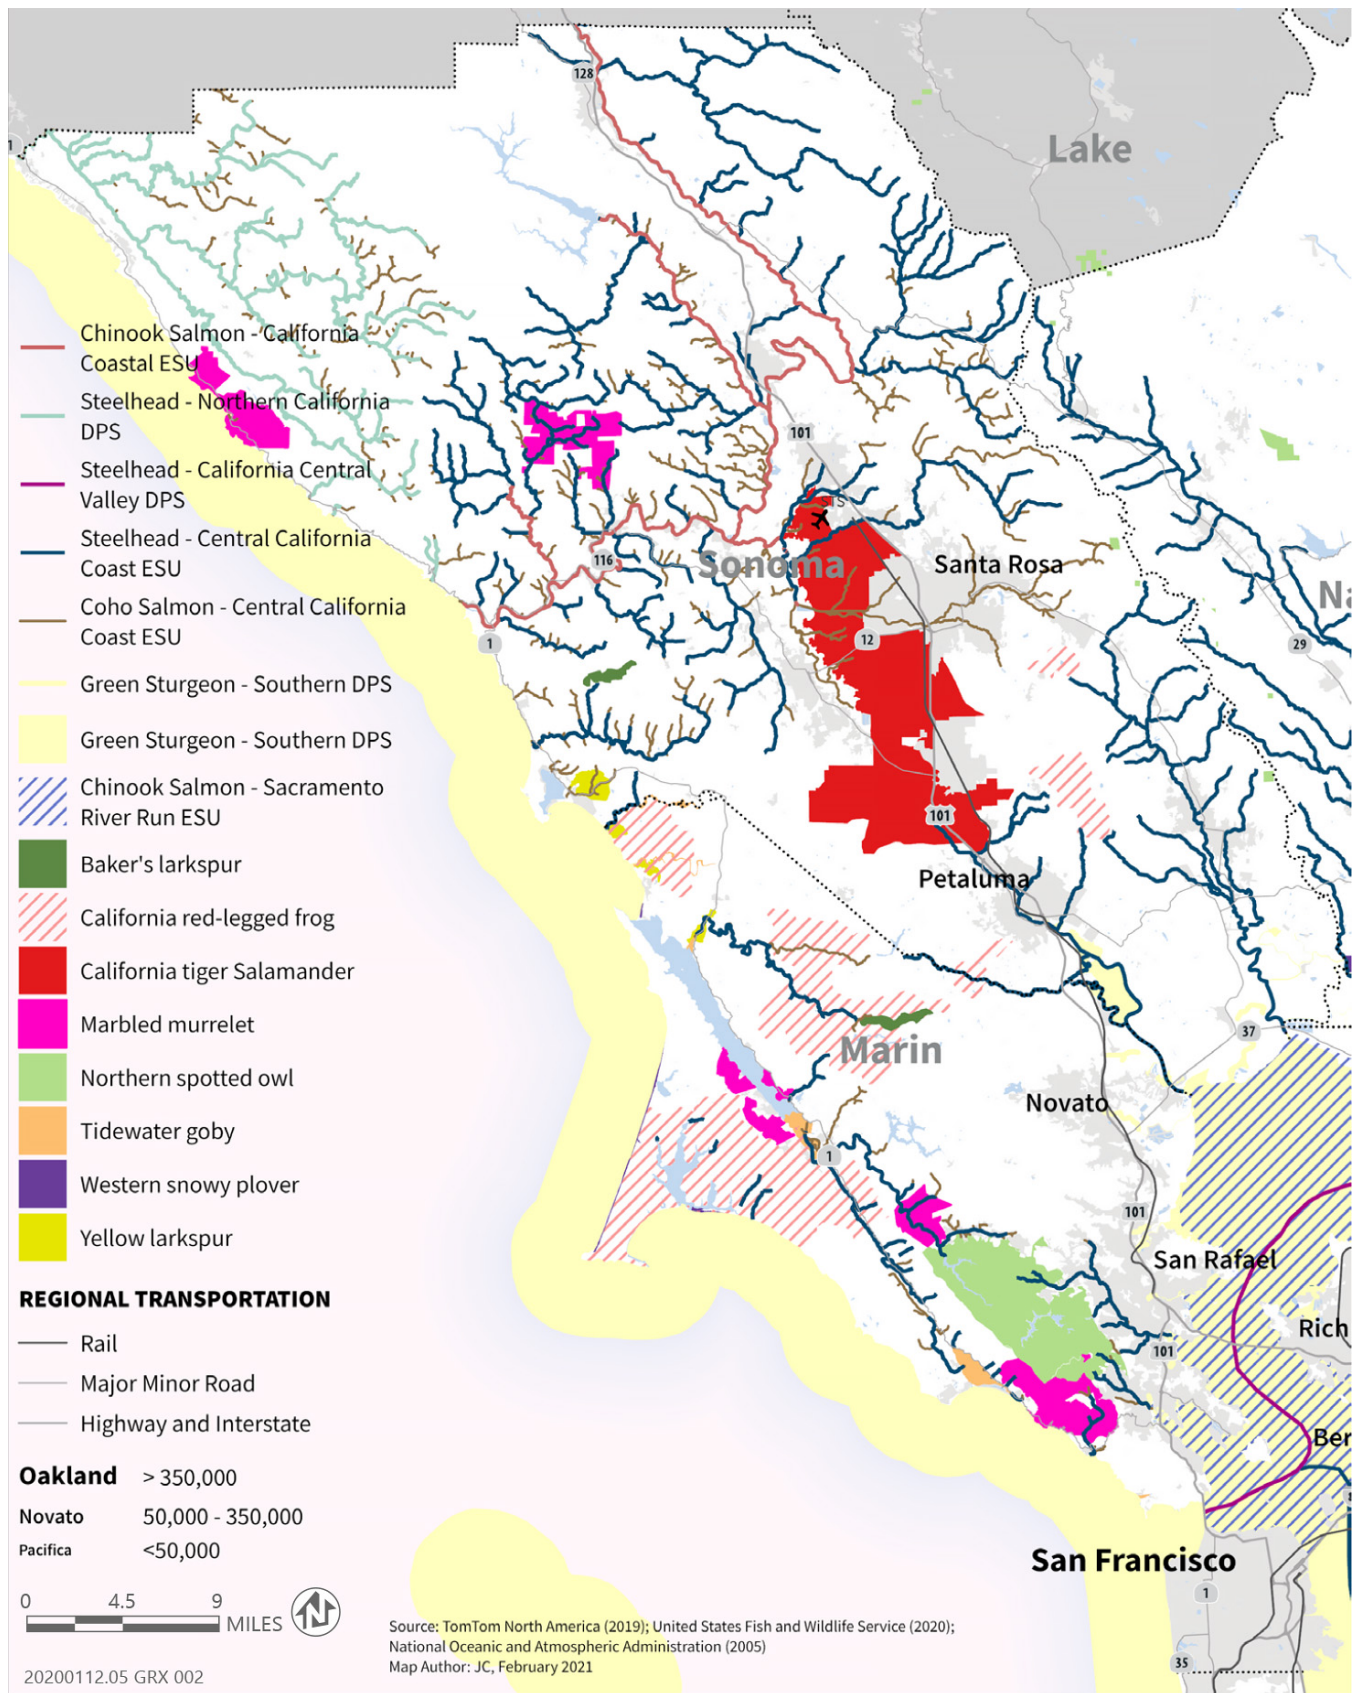 128
Lake
1
Chinook Salmon - California
Coastal ESU
Steelhead - Northern California
DPS
Steelhead - California Central
Valley DPS
Steelhead - Central California
Coast ESU
Coho Salmon - Central California
Coast ESU
Green Sturgeon - Southern DPS
Green Sturgeon - Southern DPS
Chinook Salmon - Sacramento
River Run ESU
Baker's larkspur
California red-legged frog
California tiger Salamander
Marbled murrelet
Northern spotted owl
Tidewater goby
Western snowy plover
Yellow larkspur
REGIONAL TRANSPORTATION
Rail
Major Minor Road
Highway and Interstate
Oakland > 350,000
Novato 50,000 - 350,000
Pacifica <50,000
0 4.5 9
MILES
N
20200112.05 GRX 002
101
STS
116
Sonoma
Santa Rosa
Na
12
29
1
101
Petaluma
37
Marin
Novato
1
101
San Rafael
Rich
101
Ber
San Francisco
1
35
Source: TomTom North America (2019); United States Fish and Wildlife Service (2020);
National Oceanic and Atmospheric Administration (2005)
Map Author: JC, February 2021